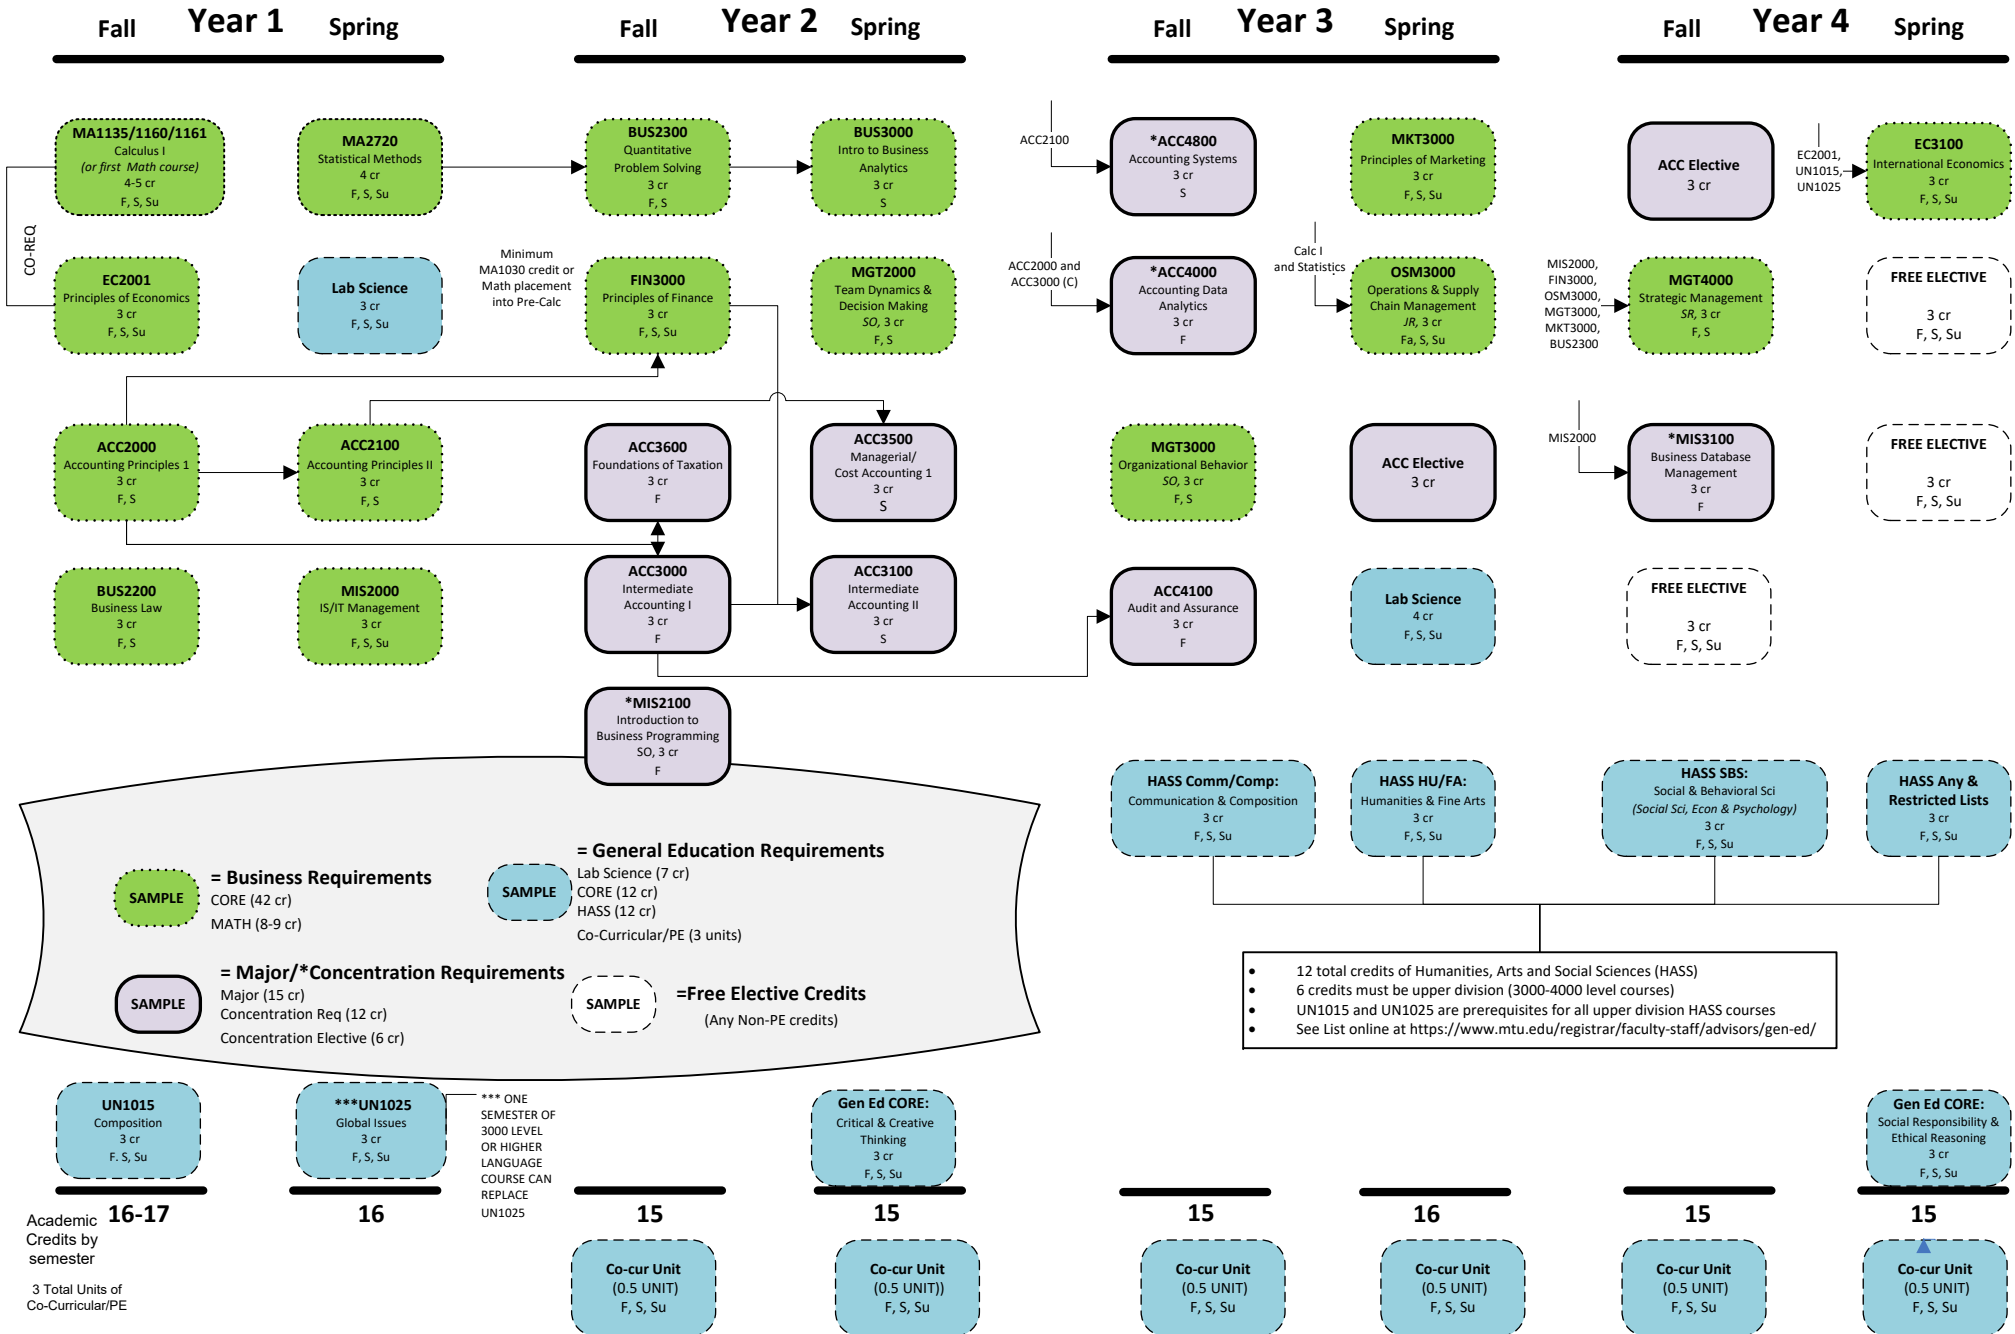 Year 1
Fall
Spring
Year 2
Fall
Spring
Year 3
Fall
Spring
Year 4
Fall
Spring
MA1135/1160/1161
Calculus I
(or first  Math course)
4-5 cr
F, S, Su
MA2720
Statistical Methods
4 cr
F, S, Su
BUS2300
Quantitative
Problem Solving
3 cr
F, S
BUS3000
Intro to Business
Analytics
3 cr
S
ACC2100
*ACC4800
Accounting Systems
3 cr
S
MKT3000
Principles of Marketing
3 cr
F, S, Su
ACC Elective
3 cr
EC2001,
UN1015,
UN1025
EC3100
International Economics
3 cr
F, S, Su
CO-REQ
EC2001
Principles of Economics
3 cr
F, S, Su
Lab Science
3 cr
F, S, Su
Minimum
MA1030 credit or
Math placement
into Pre-Calc
FIN3000
Principles of Finance
3 cr
F, S, Su
MGT2000
Team Dynamics &
Decision Making
SO, 3 cr
F, S
ACC2000 and
ACC3000 (C)
*ACC4000
Accounting Data
Analytics
3 cr
F
Calc I
and Statistics
OSM3000
Operations & Supply
Chain Management
JR, 3 cr
Fa, S, Su
MIS2000,
FIN3000,
OSM3000,
MGT3000,
MKT3000,
BUS2300
MGT4000
Strategic Management
SR, 3 cr
F, S
FREE ELECTIVE
3 cr
F, S, Su
ACC2000
Accounting Principles 1
3 cr
F, S
ACC2100
Accounting Principles II
3 cr
F, S
ACC3600
Foundations of Taxation
3 cr
F
ACC3500
Managerial/
Cost Accounting 1
3 cr
S
MGT3000
Organizational Behavior
SO, 3 cr
F, S
ACC Elective
3 cr
MIS2000
*MIS3100
Business Database
Management
3 cr
F
FREE ELECTIVE
3 cr
F, S, Su
BUS2200
Business Law
3 cr
F, S
MIS2000
IS/IT Management
3 cr
F, S, Su
ACC3000
Intermediate
Accounting I
3 cr
F
ACC3100
Intermediate
Accounting II
3 cr
S
ACC4100
Audit and Assurance
3 cr
F
Lab Science
4 cr
F, S, Su
FREE ELECTIVE
3 cr
F, S, Su
*MIS2100
Introduction to
Business Programming
SO, 3 cr
F
HASS Comm/Comp:
Communication & Composition
3 cr
F, S, Su
HASS HU/FA:
Humanities & Fine Arts
3 cr
F, S, Su
HASS SBS:
Social & Behavioral Sci
(Social Sci, Econ & Psychology)
3 cr
F, S, Su
HASS Any &
Restricted Lists
3 cr
F, S, Su
SAMPLE
= Business Requirements
CORE (42 cr)
MATH (8-9 cr)
SAMPLE
= General Education Requirements
Lab Science (7 cr)
CORE (12 cr)
HASS (12 cr)
Co-Curricular/PE (3 units)
SAMPLE
= Major/*Concentration Requirements
Major (15 cr)
Concentration Req (12 cr)
Concentration Elective (6 cr)
SAMPLE
=Free Elective Credits
(Any Non-PE credits)
• 12 total credits of Humanities, Arts and Social Sciences (HASS)
• 6 credits must be upper division (3000-4000 level courses)
• UN1015 and UN1025 are prerequisites for all upper division HASS courses
• See List online at https://www.mtu.edu/registrar/faculty-staff/advisors/gen-ed/
UN1015
Composition
3 cr
F. S, Su
***UN1025
Global Issues
3 cr
F, S, Su
*** ONE
SEMESTER OF
3000 LEVEL
OR HIGHER
LANGUAGE
COURSE CAN
REPLACE
UN1025
Gen Ed CORE:
Critical & Creative
Thinking
3 cr
F, S, Su
Gen Ed CORE:
Social Responsibility &
Ethical Reasoning
3 cr
F, S, Su
Academic
Credits by
semester
16-17
16
15
15
15
16
15
15
3 Total Units of
Co-Curricular/PE
Co-cur Unit
(0.5 UNIT)
F, S, Su
Co-cur Unit
(0.5 UNIT))
F, S, Su
Co-cur Unit
(0.5 UNIT)
F, S, Su
Co-cur Unit
(0.5 UNIT)
F, S, Su
Co-cur Unit
(0.5 UNIT)
F, S, Su
Co-cur Unit
(0.5 UNIT)
F, S, Su